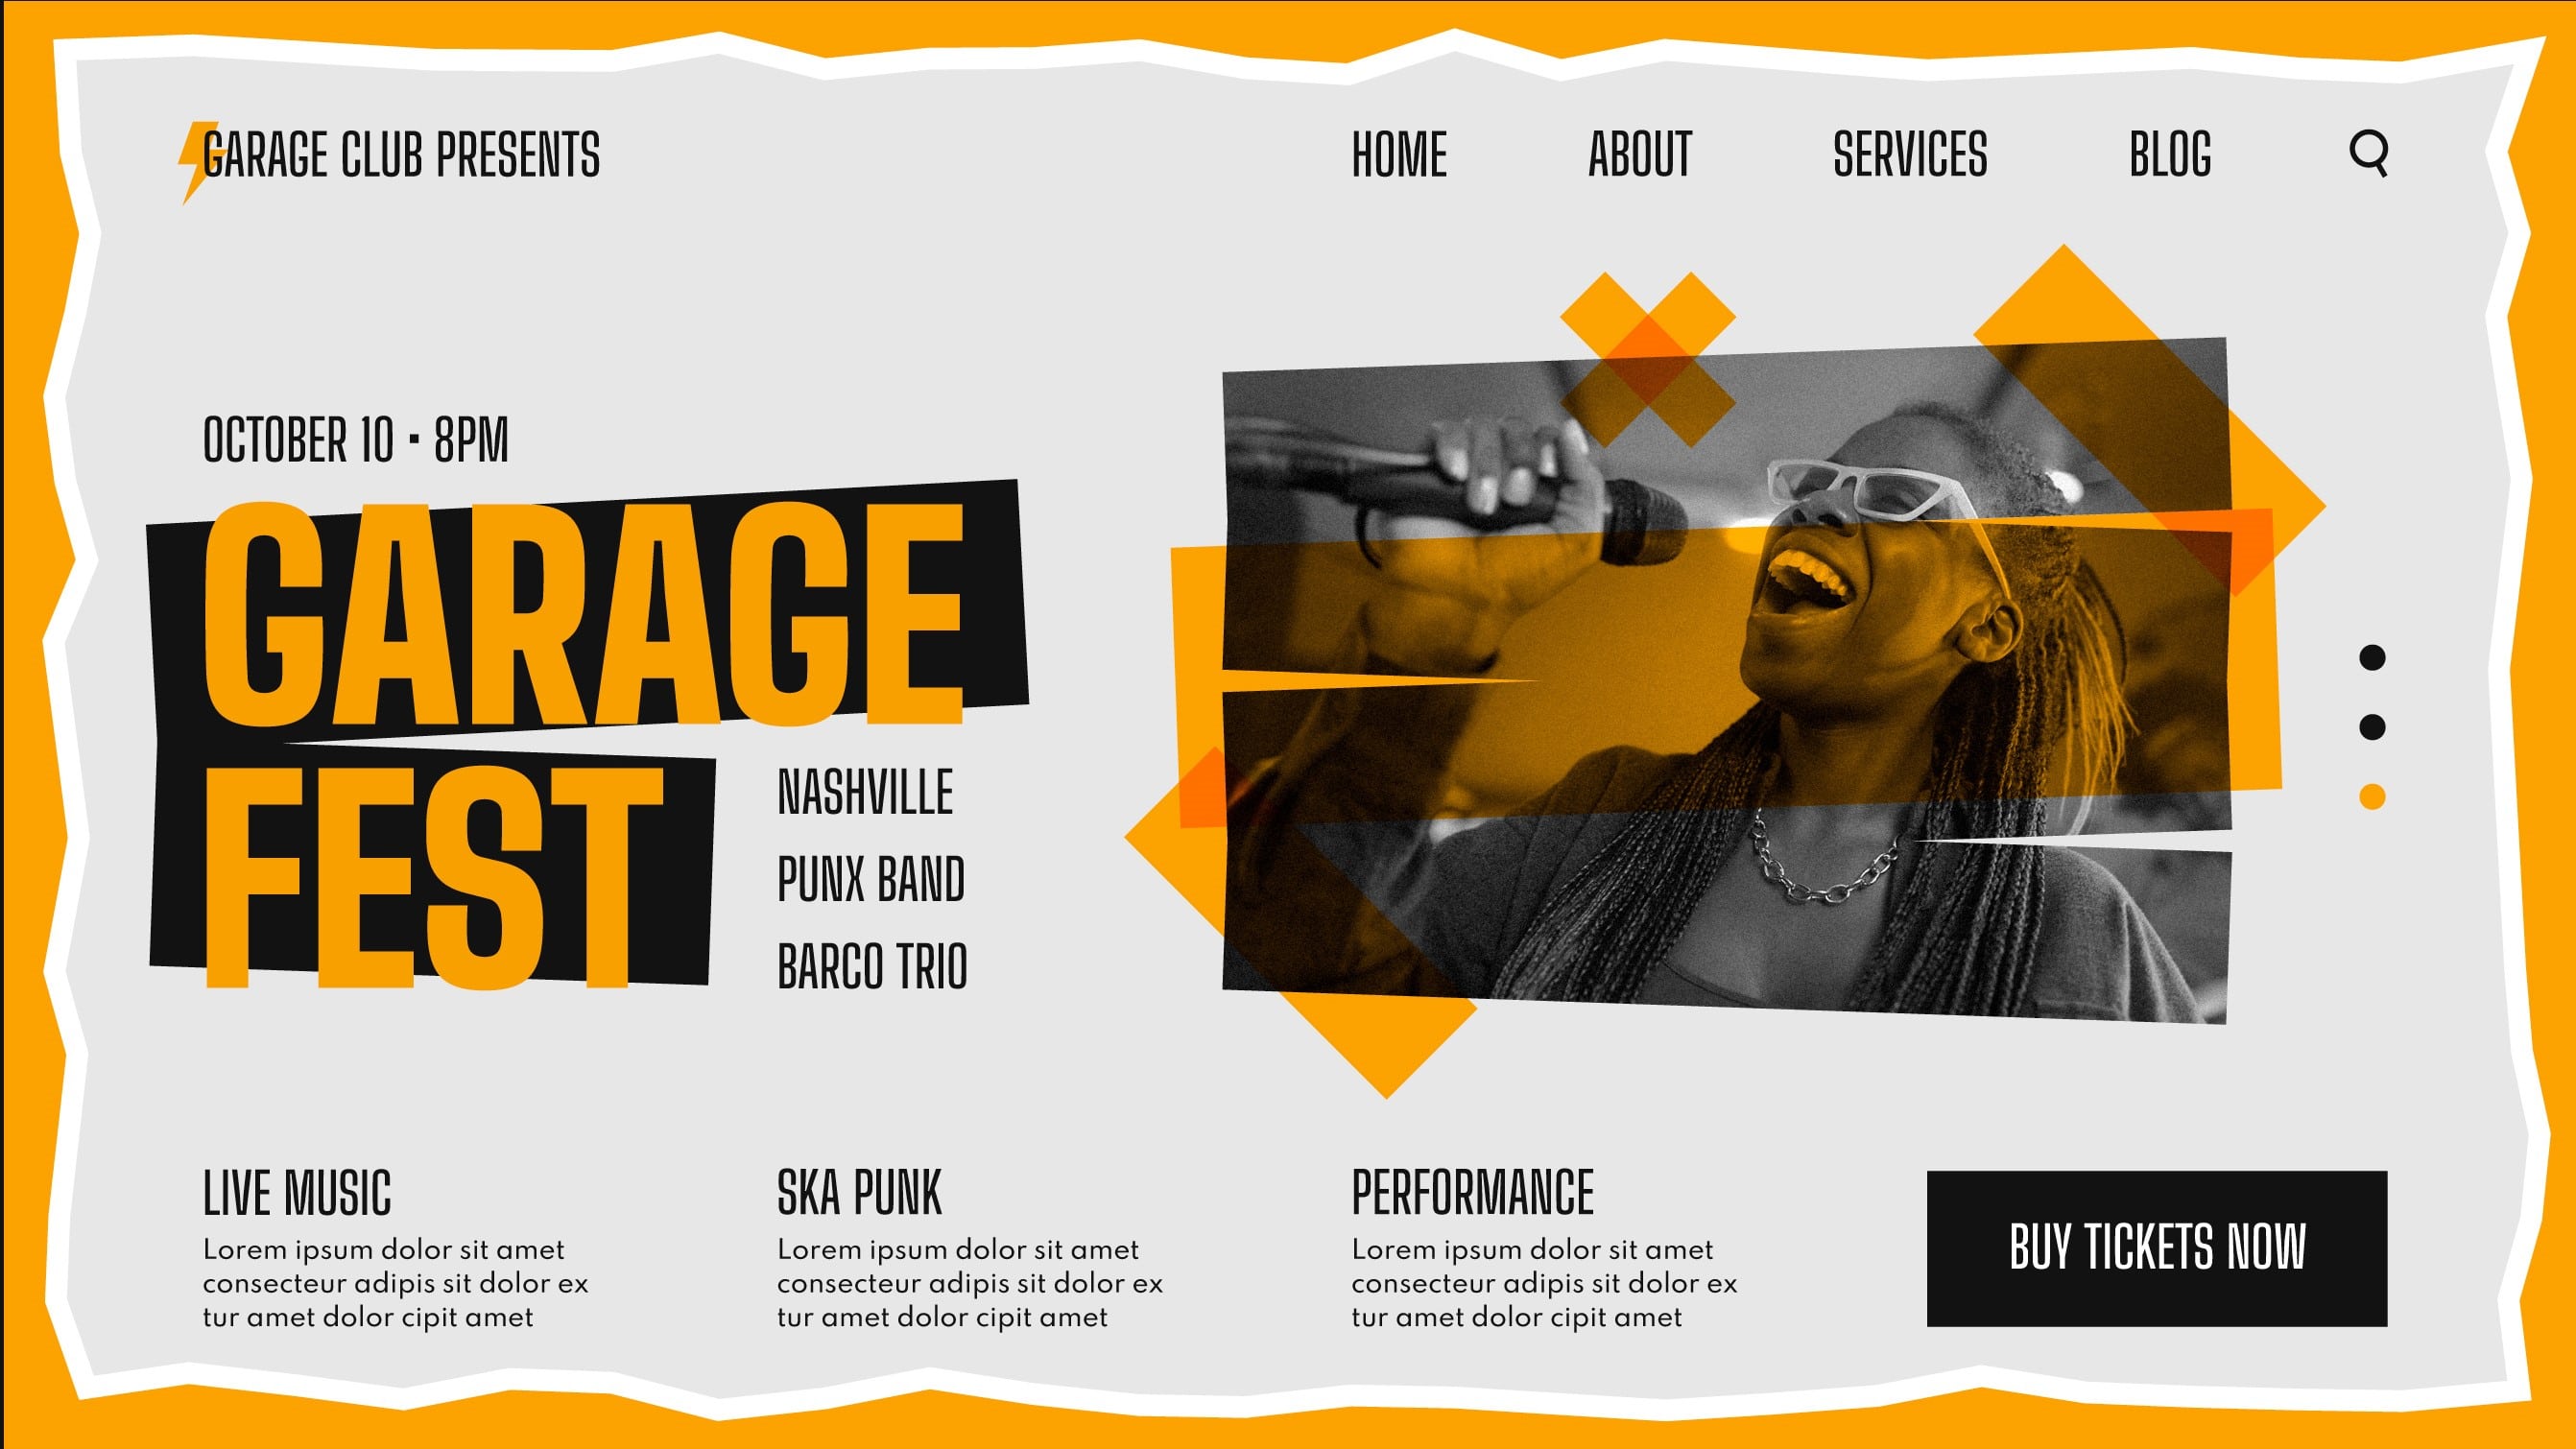 GARAGE CLUB PRESENTS
HOME
ABOUT
SERVICES
BLOG
OCTOBER 10 · 8PM
GARAGE
FEST
NASHVILLE
PUNX BAND
BARCO TRIO
LIVE MUSIC
Lorem ipsum dolor sit amet
consecteur adipis sit dolor ex
tur amet dolor cipit amet
SKA PUNK
Lorem ipsum dolor sit amet
consecteur adipis sit dolor ex
tur amet dolor cipit amet
PERFORMANCE
Lorem ipsum dolor sit amet
consecteur adipis sit dolor ex
tur amet dolor cipit amet
BUY TICKETS NOW